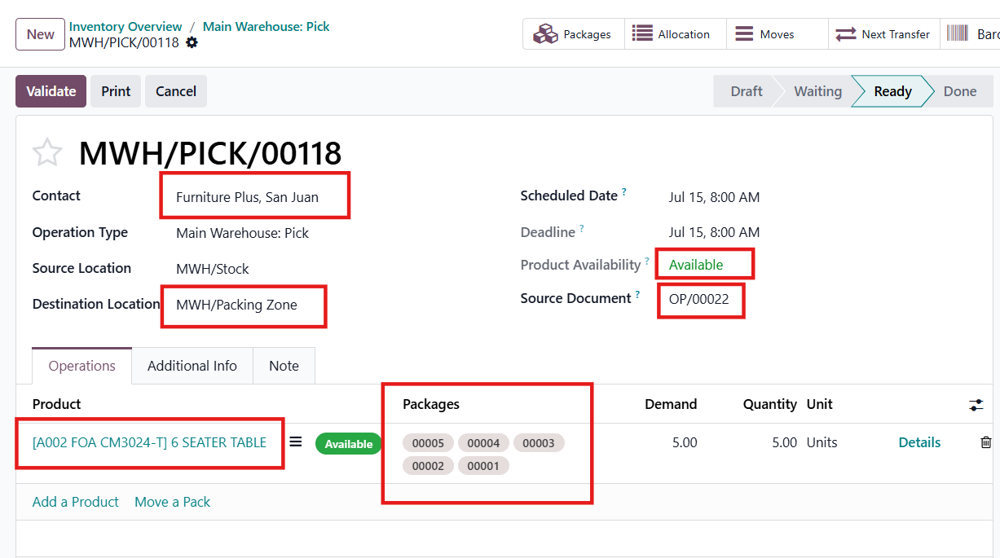 New
Inventory Overview / Main Warehouse: Pick
MWH/PICK/00118
Packages
Allocation
Moves
Next Transfer
Barc
Validate
Print
Cancel
Draft
Waiting
Ready
Done
MWH/PICK/00118
Contact
Furniture Plus, San Juan
Operation Type
Main Warehouse: Pick
Source Location
MWH/Stock
Destination Location
MWH/Packing Zone
Scheduled Date ?
Jul 15, 8:00 AM
Deadline ?
Jul 15, 8:00 AM
Product Availability ?
Available
Source Document ?
OP/00022
Operations
Additional Info
Note
Product
Packages
Demand
Quantity
Unit
[A002 FOA CM3024-T] 6 SEATER TABLE
Available
00005 00004 00003
00002 00001
5.00
5.00
Units
Details
Add a Product
Move a Pack